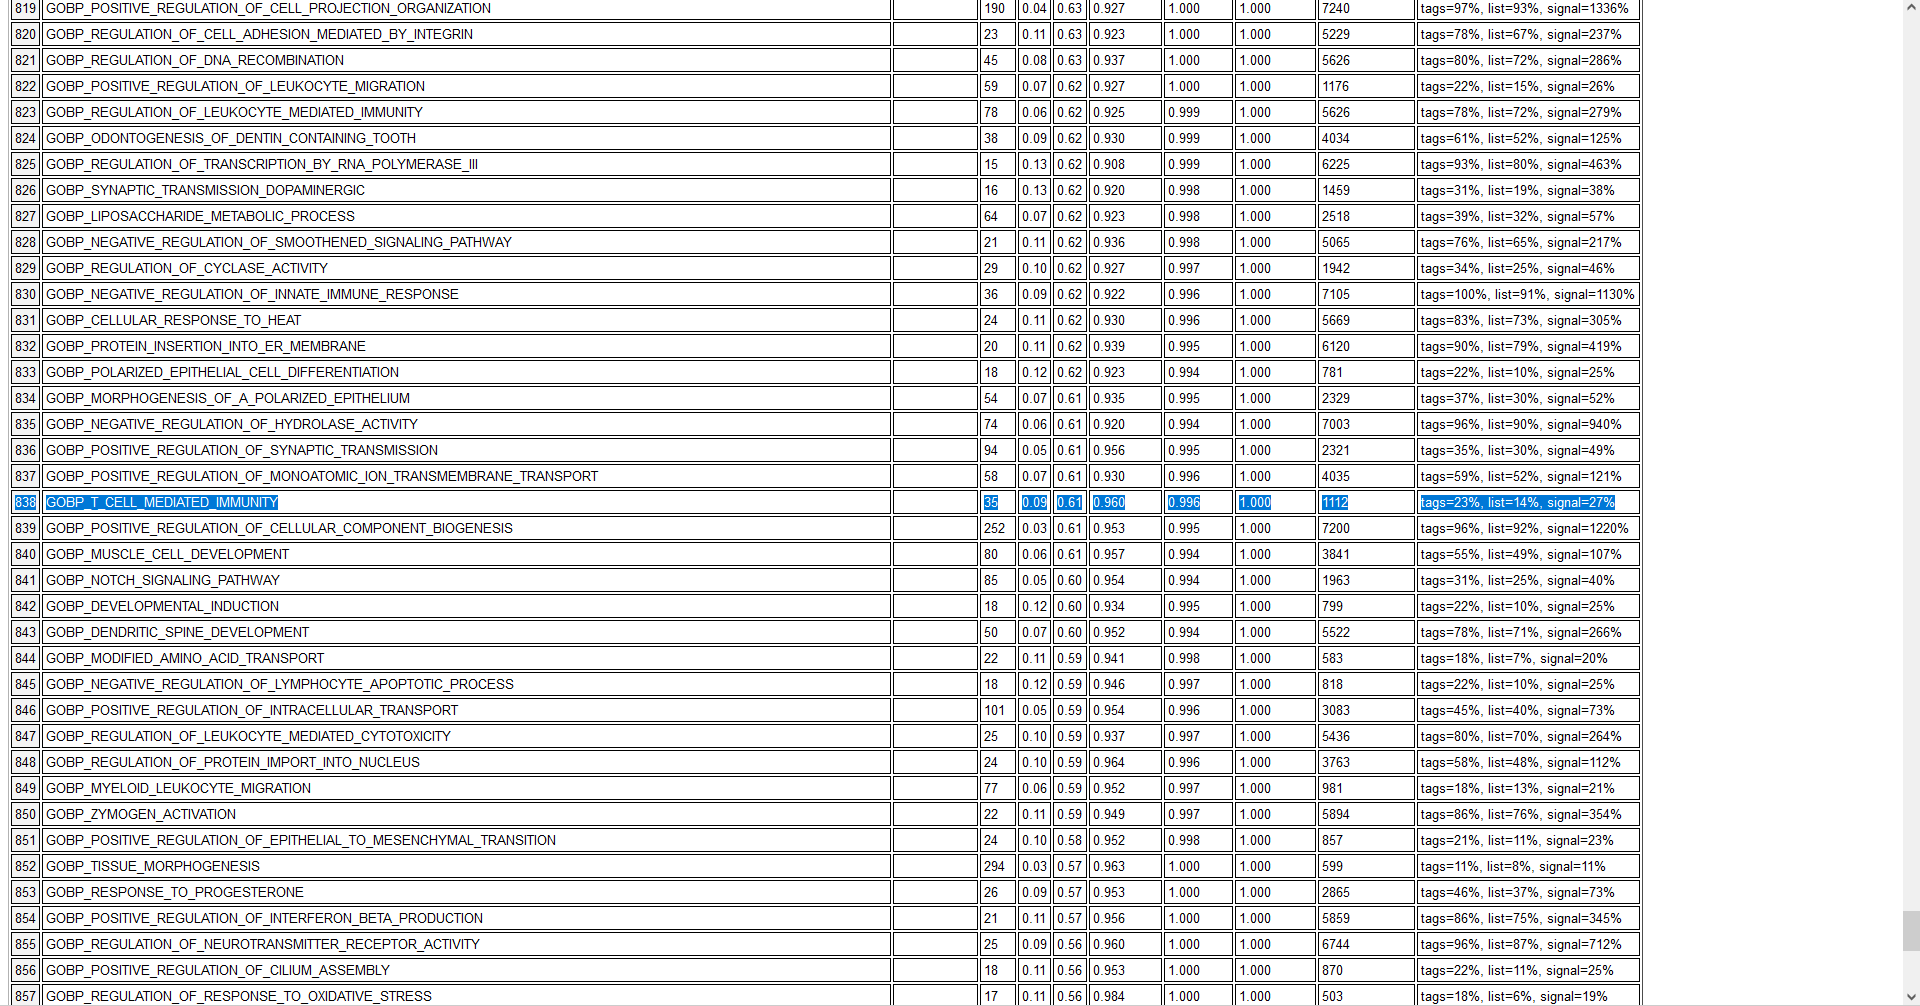 819 GOBP_POSITIVE_REGULATION_OF_CELL_PROJECTION_ORGANIZATION 190 0.04 0.63 0.927 1.000 1.000 7240 tags=97%, list=93%, signal=1336%
820 GOBP_REGULATION_OF_CELL_ADHESION_MEDIATED_BY_INTEGRIN 23 0.11 0.63 0.923 1.000 1.000 5229 tags=78%, list=67%, signal=237%
821 GOBP_REGULATION_OF_DNA_RECOMBINATION 45 0.08 0.63 0.937 1.000 1.000 5626 tags=80%, list=72%, signal=286%
822 GOBP_POSITIVE_REGULATION_OF_LEUKOCYTE_MIGRATION 59 0.07 0.62 0.927 1.000 1.000 1176 tags=22%, list=15%, signal=26%
823 GOBP_REGULATION_OF_LEUKOCYTE_MEDIATED_IMMUNITY 78 0.06 0.62 0.925 0.999 1.000 5626 tags=78%, list=72%, signal=279%
824 GOBP_ODONTOGENESIS_OF_DENTIN_CONTAINING_TOOTH 38 0.09 0.62 0.930 0.999 1.000 4034 tags=61%, list=52%, signal=125%
825 GOBP_REGULATION_OF_TRANSCRIPTION_BY_RNA_POLYMERASE_III 15 0.13 0.62 0.908 0.999 1.000 6225 tags=93%, list=80%, signal=463%
826 GOBP_SYNAPTIC_TRANSMISSION_DOPAMINERGIC 16 0.13 0.62 0.920 0.998 1.000 1459 tags=31%, list=19%, signal=38%
827 GOBP_LIPOSACCHARIDE_METABOLIC_PROCESS 64 0.07 0.62 0.923 0.998 1.000 2518 tags=39%, list=32%, signal=57%
828 GOBP_NEGATIVE_REGULATION_OF_SMOOTHENED_SIGNALING_PATHWAY 21 0.11 0.62 0.936 0.998 1.000 5065 tags=76%, list=65%, signal=217%
829 GOBP_REGULATION_OF_CYCLASE_ACTIVITY 29 0.10 0.62 0.927 0.997 1.000 1942 tags=34%, list=25%, signal=46%
830 GOBP_NEGATIVE_REGULATION_OF_INNATE_IMMUNE_RESPONSE 36 0.09 0.62 0.922 0.996 1.000 7105 tags=100%, list=91%, signal=1130%
831 GOBP_CELLULAR_RESPONSE_TO_HEAT 24 0.11 0.62 0.930 0.996 1.000 5669 tags=83%, list=73%, signal=305%
832 GOBP_PROTEIN_INSERTION_INTO_ER_MEMBRANE 20 0.11 0.62 0.939 0.995 1.000 6120 tags=90%, list=79%, signal=419%
833 GOBP_POLARIZED_EPITHELIAL_CELL_DIFFERENTIATION 18 0.12 0.62 0.923 0.994 1.000 781 tags=22%, list=10%, signal=25%
834 GOBP_MORPHOGENESIS_OF_A_POLARIZED_EPITHELIUM 54 0.07 0.61 0.935 0.995 1.000 2329 tags=37%, list=30%, signal=52%
835 GOBP_NEGATIVE_REGULATION_OF_HYDROLASE_ACTIVITY 74 0.06 0.61 0.920 0.994 1.000 7003 tags=96%, list=90%, signal=940%
836 GOBP_POSITIVE_REGULATION_OF_SYNAPTIC_TRANSMISSION 94 0.05 0.61 0.956 0.995 1.000 2321 tags=35%, list=30%, signal=49%
837 GOBP_POSITIVE_REGULATION_OF_MONOATOMIC_ION_TRANSMEMBRANE_TRANSPORT 58 0.07 0.61 0.930 0.996 1.000 4035 tags=59%, list=52%, signal=121%
838 GOBP_T_CELL_MEDIATED_IMMUNITY 35 0.09 0.61 0.960 0.996 1.000 1112 tags=23%, list=14%, signal=27%
839 GOBP_POSITIVE_REGULATION_OF_CELLULAR_COMPONENT_BIOGENESIS 252 0.03 0.61 0.953 0.995 1.000 7200 tags=96%, list=92%, signal=1220%
840 GOBP_MUSCLE_CELL_DEVELOPMENT 80 0.06 0.61 0.957 0.994 1.000 3841 tags=55%, list=49%, signal=107%
841 GOBP_NOTCH_SIGNALING_PATHWAY 85 0.05 0.60 0.954 0.994 1.000 1963 tags=31%, list=25%, signal=40%
842 GOBP_DEVELOPMENTAL_INDUCTION 18 0.12 0.60 0.934 0.995 1.000 799 tags=22%, list=10%, signal=25%
843 GOBP_DENDRITIC_SPINE_DEVELOPMENT 50 0.07 0.60 0.952 0.994 1.000 5522 tags=78%, list=71%, signal=266%
844 GOBP_MODIFIED_AMINO_ACID_TRANSPORT 22 0.11 0.59 0.941 0.998 1.000 583 tags=18%, list=7%, signal=20%
845 GOBP_NEGATIVE_REGULATION_OF_LYMPHOCYTE_APOPTOTIC_PROCESS 18 0.12 0.59 0.946 0.997 1.000 818 tags=22%, list=10%, signal=25%
846 GOBP_POSITIVE_REGULATION_OF_INTRACELLULAR_TRANSPORT 101 0.05 0.59 0.954 0.996 1.000 3083 tags=45%, list=40%, signal=73%
847 GOBP_REGULATION_OF_LEUKOCYTE_MEDIATED_CYTOTOXICITY 25 0.10 0.59 0.937 0.997 1.000 5436 tags=80%, list=70%, signal=264%
848 GOBP_REGULATION_OF_PROTEIN_IMPORT_INTO_NUCLEUS 24 0.10 0.59 0.964 0.996 1.000 3763 tags=58%, list=48%, signal=112%
849 GOBP_MYELOID_LEUKOCYTE_MIGRATION 77 0.06 0.59 0.952 0.997 1.000 981 tags=18%, list=13%, signal=21%
850 GOBP_ZYMOGEN_ACTIVATION 22 0.11 0.59 0.949 0.997 1.000 5894 tags=86%, list=76%, signal=354%
851 GOBP_POSITIVE_REGULATION_OF_EPITHELIAL_TO_MESENCHYMAL_TRANSITION 24 0.10 0.58 0.952 0.998 1.000 857 tags=21%, list=11%, signal=23%
852 GOBP_TISSUE_MORPHOGENESIS 294 0.03 0.57 0.963 1.000 1.000 599 tags=11%, list=8%, signal=11%
853 GOBP_RESPONSE_TO_PROGESTERONE 26 0.09 0.57 0.953 1.000 1.000 2865 tags=46%, list=37%, signal=73%
854 GOBP_POSITIVE_REGULATION_OF_INTERFERON_BETA_PRODUCTION 21 0.11 0.57 0.956 1.000 1.000 5859 tags=86%, list=75%, signal=345%
855 GOBP_REGULATION_OF_NEUROTRANSMITTER_RECEPTOR_ACTIVITY 25 0.09 0.56 0.960 1.000 1.000 6744 tags=96%, list=87%, signal=712%
856 GOBP_POSITIVE_REGULATION_OF_CILIUM_ASSEMBLY 18 0.11 0.56 0.953 1.000 1.000 870 tags=22%, list=11%, signal=25%
857 GOBP_REGULATION_OF_RESPONSE_TO_OXIDATIVE_STRESS 17 0.11 0.56 0.984 1.000 1.000 503 tags=18%, list=6%, signal=19%